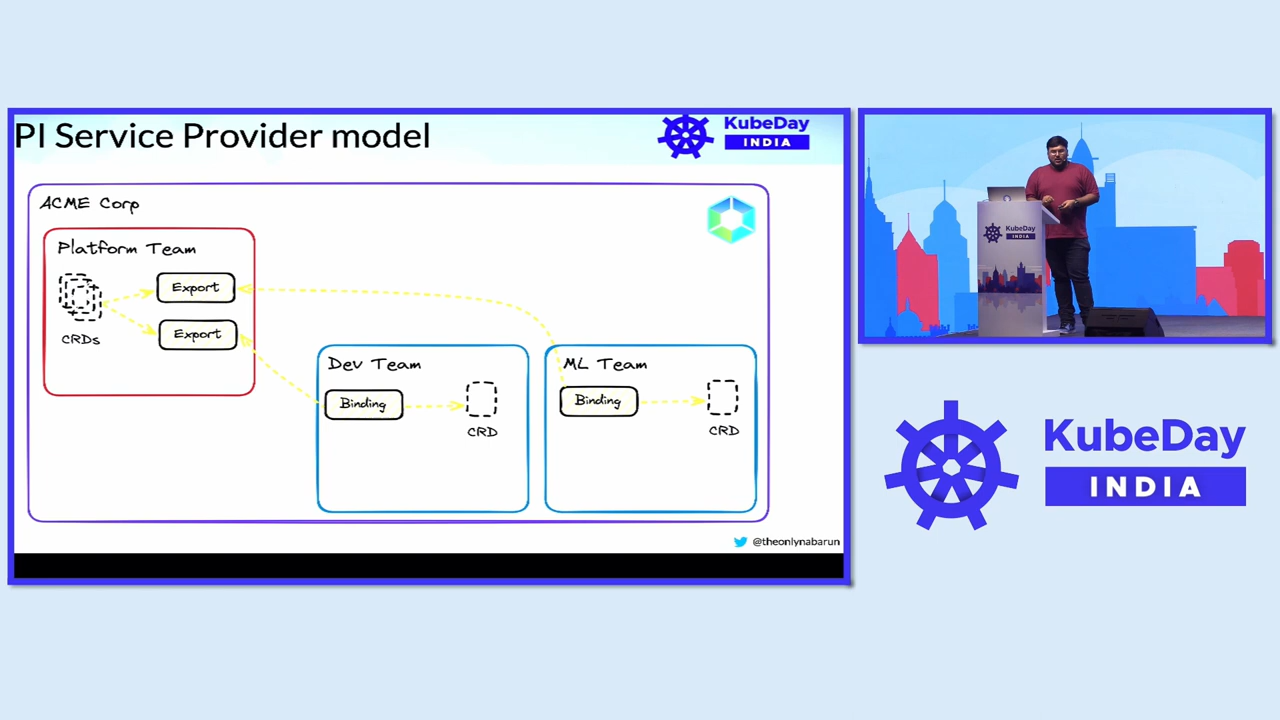 PI Service Provider model
KubeDay
INDIA
ACME Corp
Platform Team
Export
Export
CRDs
Dev Team
Binding
CRD
ML Team
Binding
CRD
@theonlynabarun
KubeDay
INDIA
KubeDay
INDIA